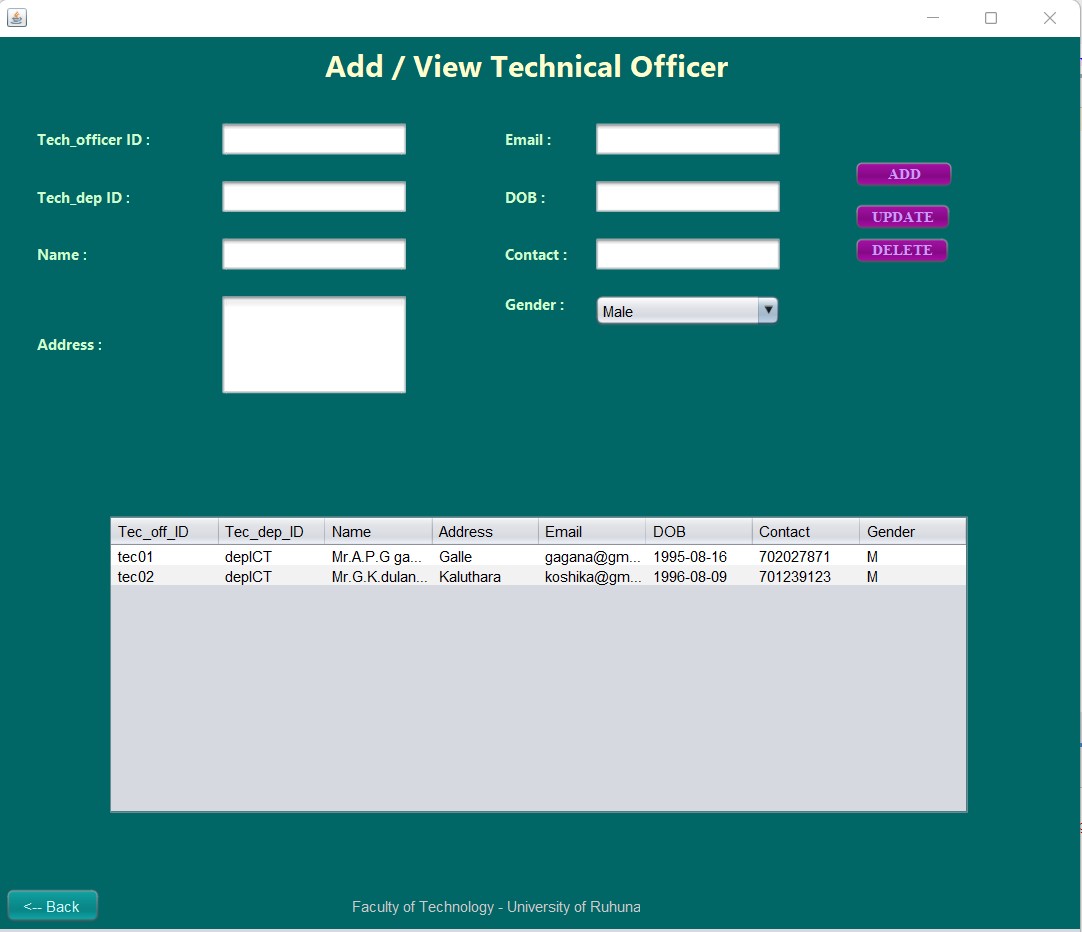 Add / View Technical Officer
Tech_officer ID :
Email :
ADD
Tech_dep ID :
DOB :
UPDATE
Name :
Contact :
DELETE
Gender :
Male
Address :
Tec_off_ID Tec_dep_ID Name Address Email DOB Contact Gender
tec01 depICT Mr.A.P.G ga... Galle gagana@gm... 1995-08-16 702027871 M
tec02 depICT Mr.G.K.dulan... Kaluthara koshika@gm... 1996-08-09 701239123 M
<-- Back
Faculty of Technology - University of Ruhuna